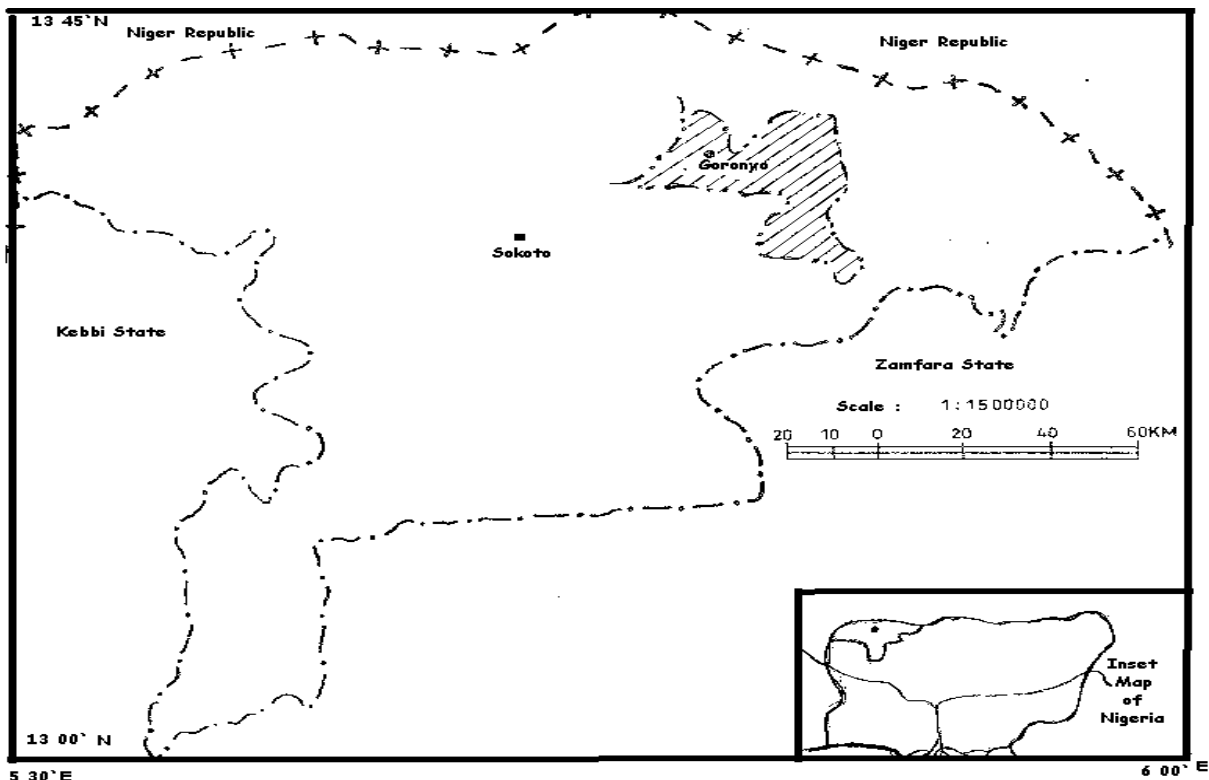 13 45`N
Niger Republic
Niger Republic
Goronyo
Sokoto
Kebbi State
Zamfara State
Scale : 1:1500000
20 10 0 20 40 60KM
Inset
Map
of
Nigeria
13 00` N
5 30`E
6 00` E